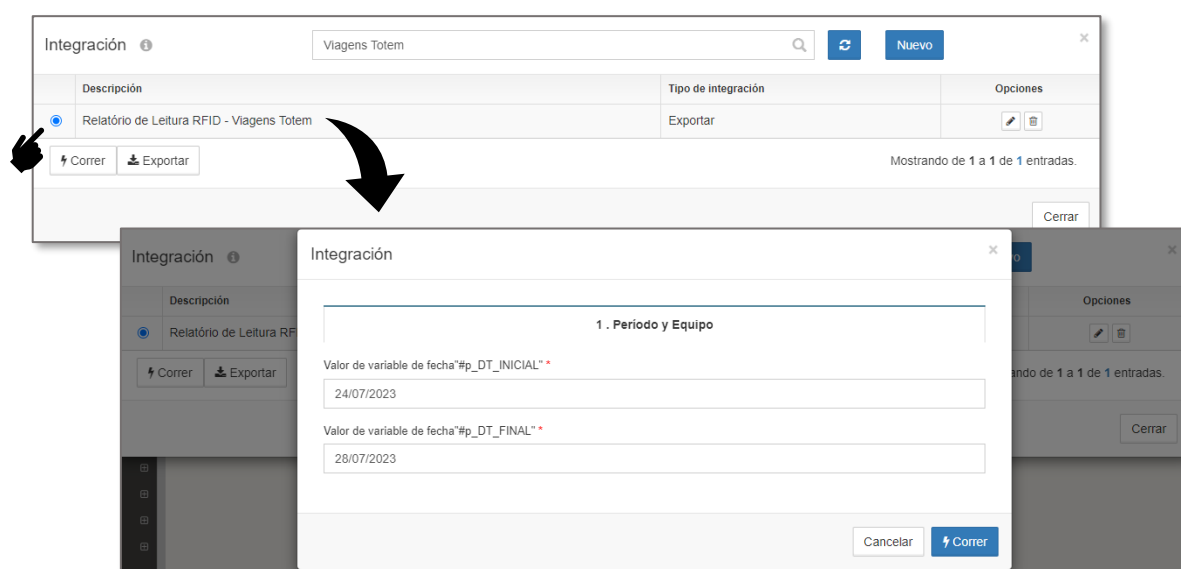 Integración
Viagens Totem
Nuevo
×
Descripción
Tipo de integración
Opciones
Relatório de Leitura RFID - Viagens Totem
Exportar
Correr
Exportar
Mostrando de 1 a 1 de 1 entradas.
Cerrar
Integración
vo
×
Descripción
Opciones
Relatório de Leitura RF
Correr
Exportar
ando de 1 a 1 de 1 entradas.
Cerrar
Integración
×
1 . Período y Equipo
Valor de variable de fecha"#p_DT_INICIAL" *
24/07/2023
Valor de variable de fecha"#p_DT_FINAL" *
28/07/2023
Cancelar
Correr